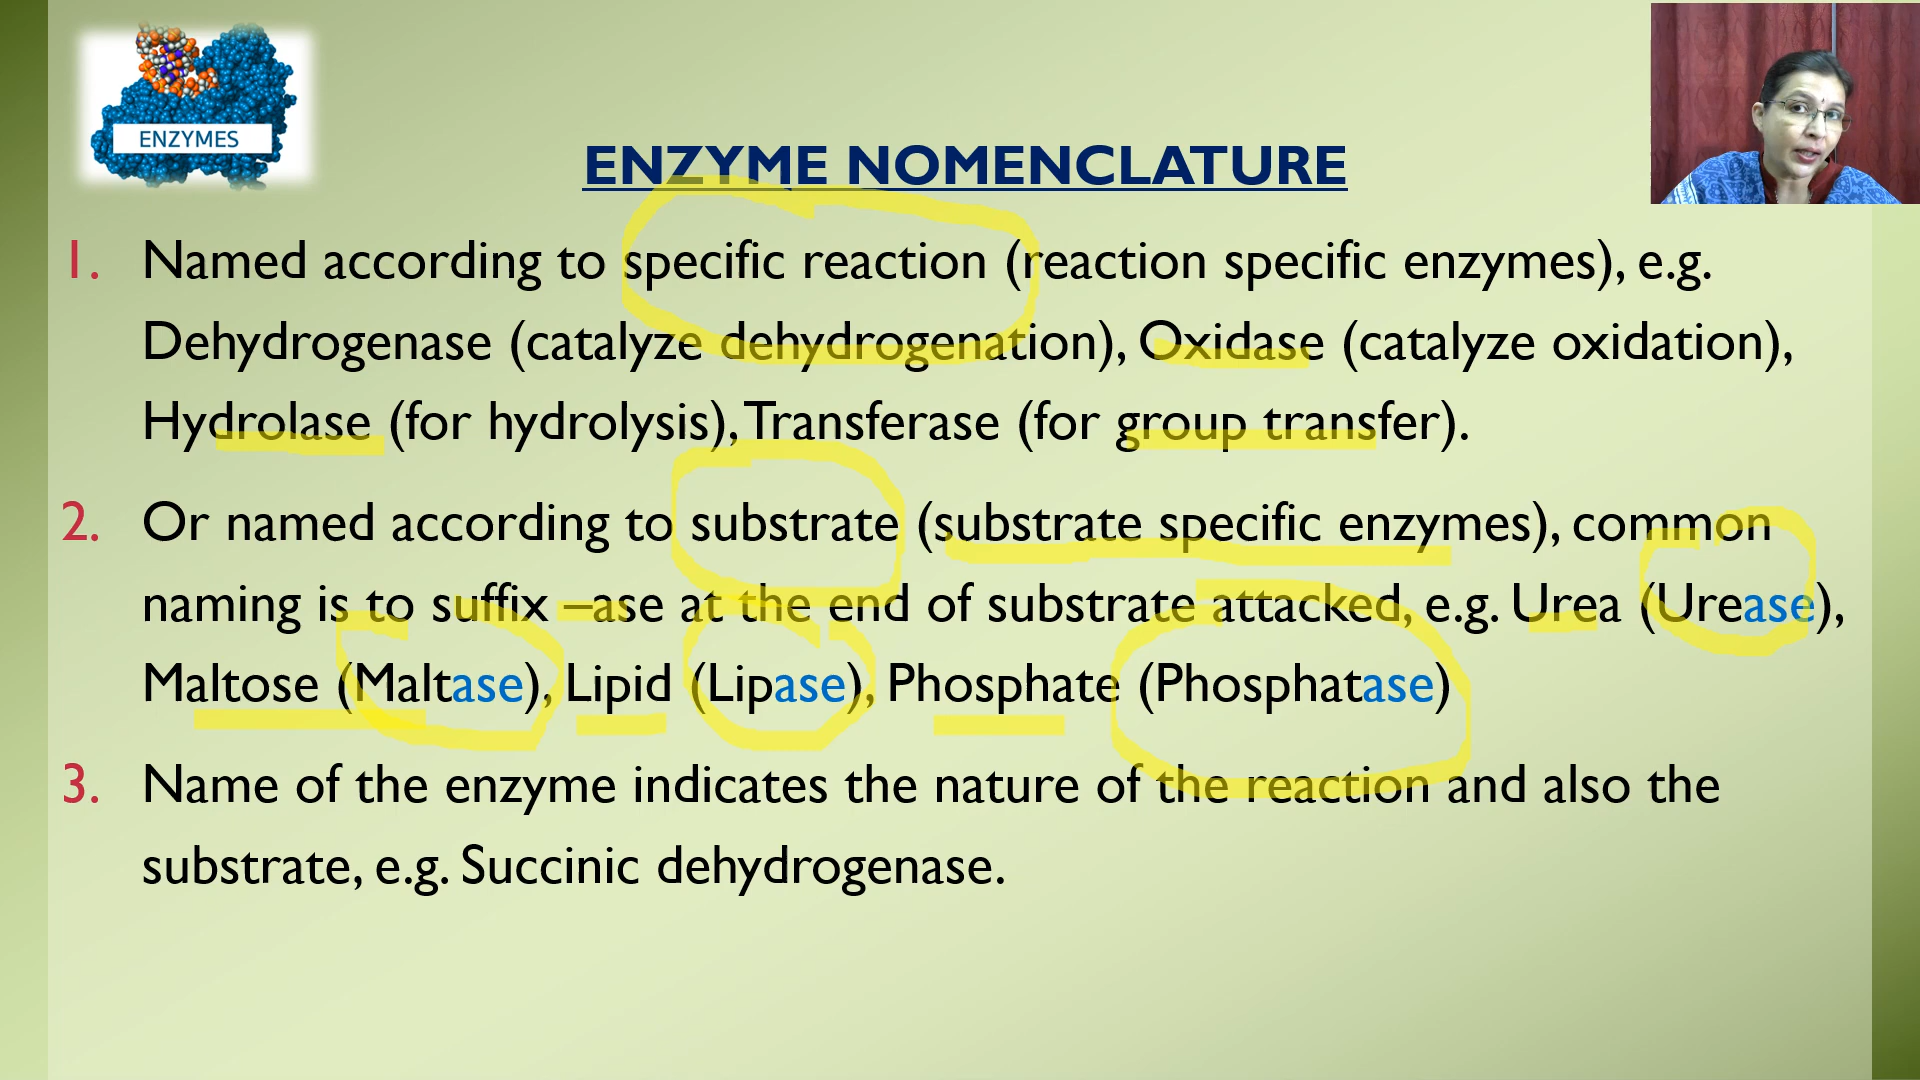 ENZYMES
ENZYME NOMENCLATURE
1. Named according to specific reaction (reaction specific enzymes), e.g.
Dehydrogenase (catalyze dehydrogenation), Oxidase (catalyze oxidation),
Hydrolase (for hydrolysis), Transferase (for group transfer).
2. Or named according to substrate (substrate specific enzymes), common
naming is to suffix –ase at the end of substrate attacked, e.g. Urea (Urease),
Maltose (Maltase), Lipid (Lipase), Phosphate (Phosphatase)
3. Name of the enzyme indicates the nature of the reaction and also the
substrate, e.g. Succinic dehydrogenase.